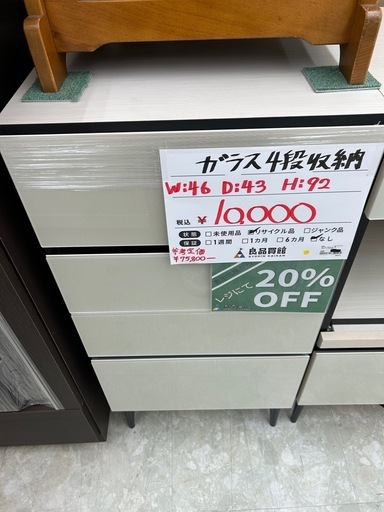 ガラス4段収納
W:46 D:43 H:92
税込 ¥10,000
状態 □未使用品 ☑リサイクル品 □ジャンク品
保証 □1週間 □1カ月 □6カ月 ☑なし
参考定価
¥75,800-
良品買館
RYOHIN KAIKAN
レジにて
20%
OFF